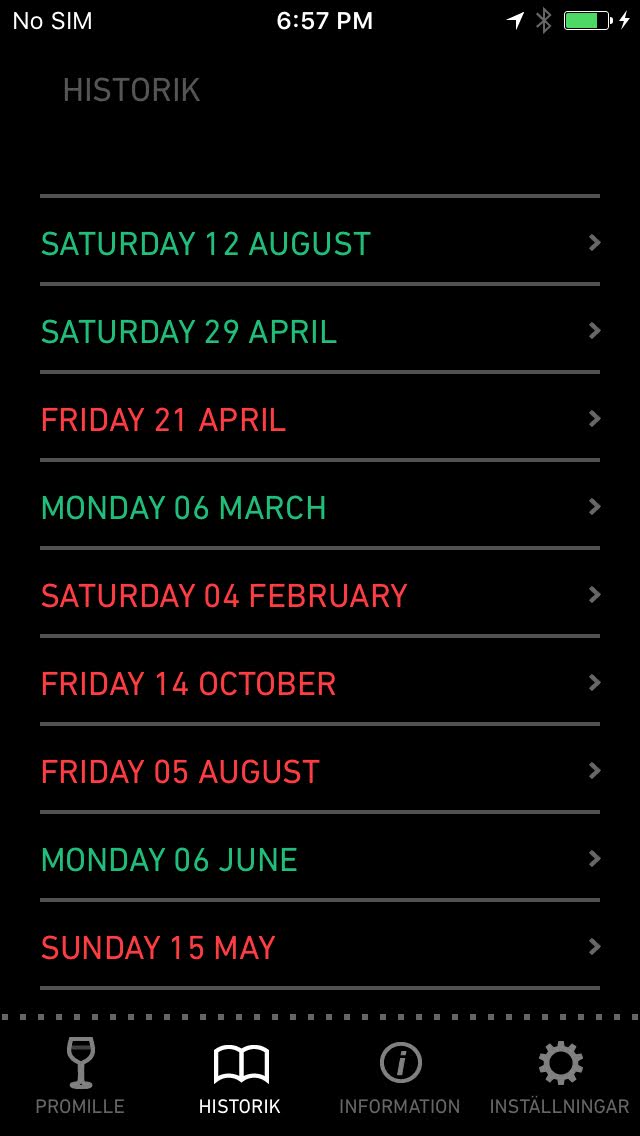 No SIM 6:57 PM
HISTORIK
SATURDAY 12 AUGUST
SATURDAY 29 APRIL
FRIDAY 21 APRIL
MONDAY 06 MARCH
SATURDAY 04 FEBRUARY
FRIDAY 14 OCTOBER
FRIDAY 05 AUGUST
MONDAY 06 JUNE
SUNDAY 15 MAY
PROMILLE HISTORIK INFORMATION INSTÄLLNINGAR